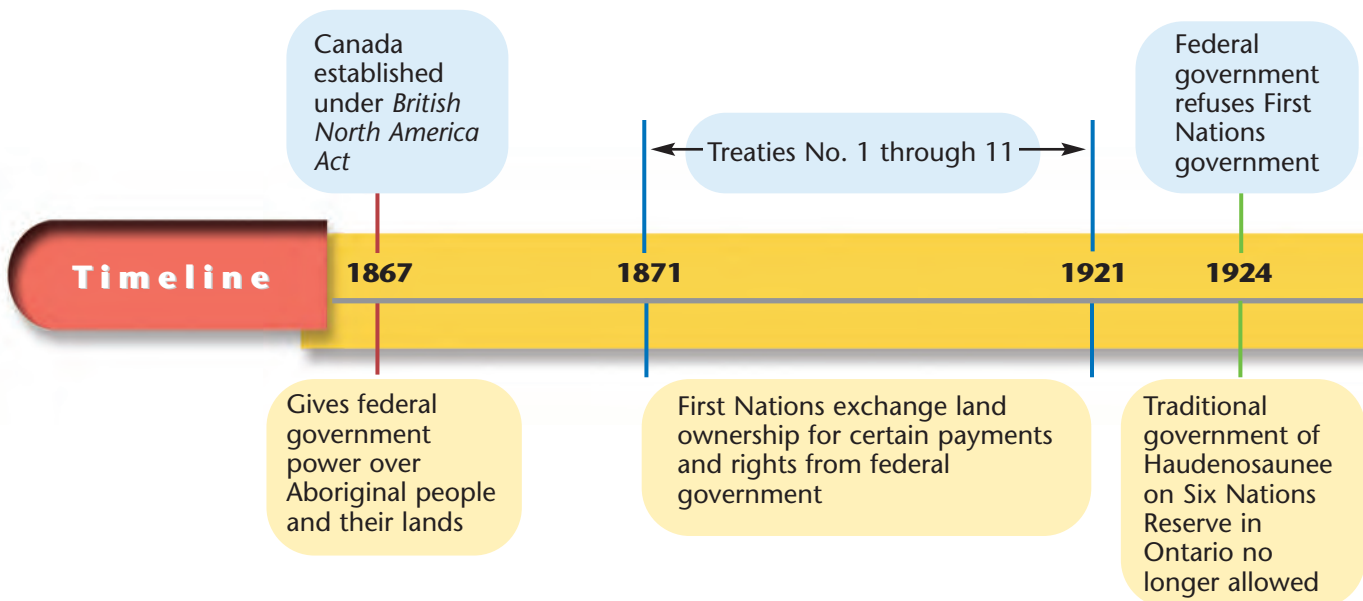 Canada
established
under British
North America
Act
Treaties No. 1 through 11
Federal
government
refuses First
Nations
government
Timeline
1867
1871
1921
1924
Gives federal
government
power over
Aboriginal people
and their lands
First Nations exchange land
ownership for certain payments
and rights from federal
government
Traditional
government of
Haudenosaunee
on Six Nations
Reserve in
Ontario no
longer allowed